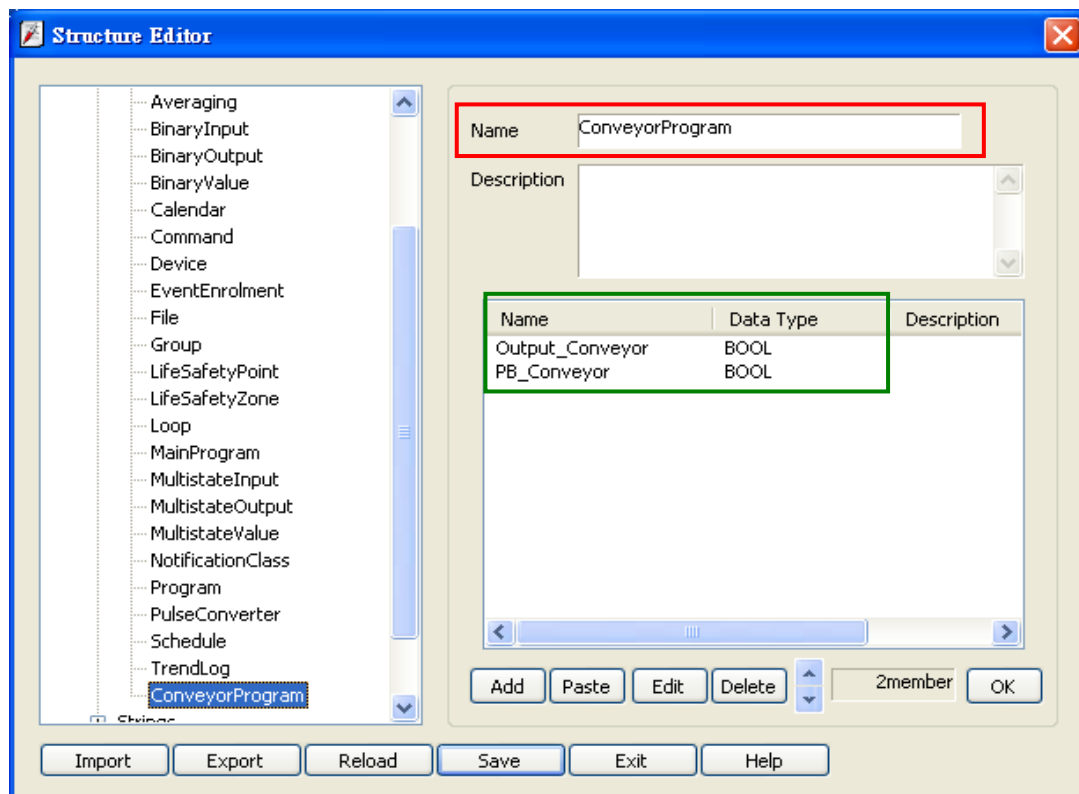 Structure Editor
Averaging
BinaryInput
BinaryOutput
BinaryValue
Calendar
Command
Device
EventEnrolment
File
Group
LifeSafetyPoint
LifeSafetyZone
Loop
MainProgram
MultistateInput
MultistateOutput
MultistateValue
NotificationClass
Program
PulseConverter
Schedule
TrendLog
ConveyorProgram
Strings
Name ConveyorProgram
Description
Name Data Type Description
Output_Conveyor BOOL
PB_Conveyor BOOL
Add Paste Edit Delete 2member OK
Import Export Reload Save Exit Help